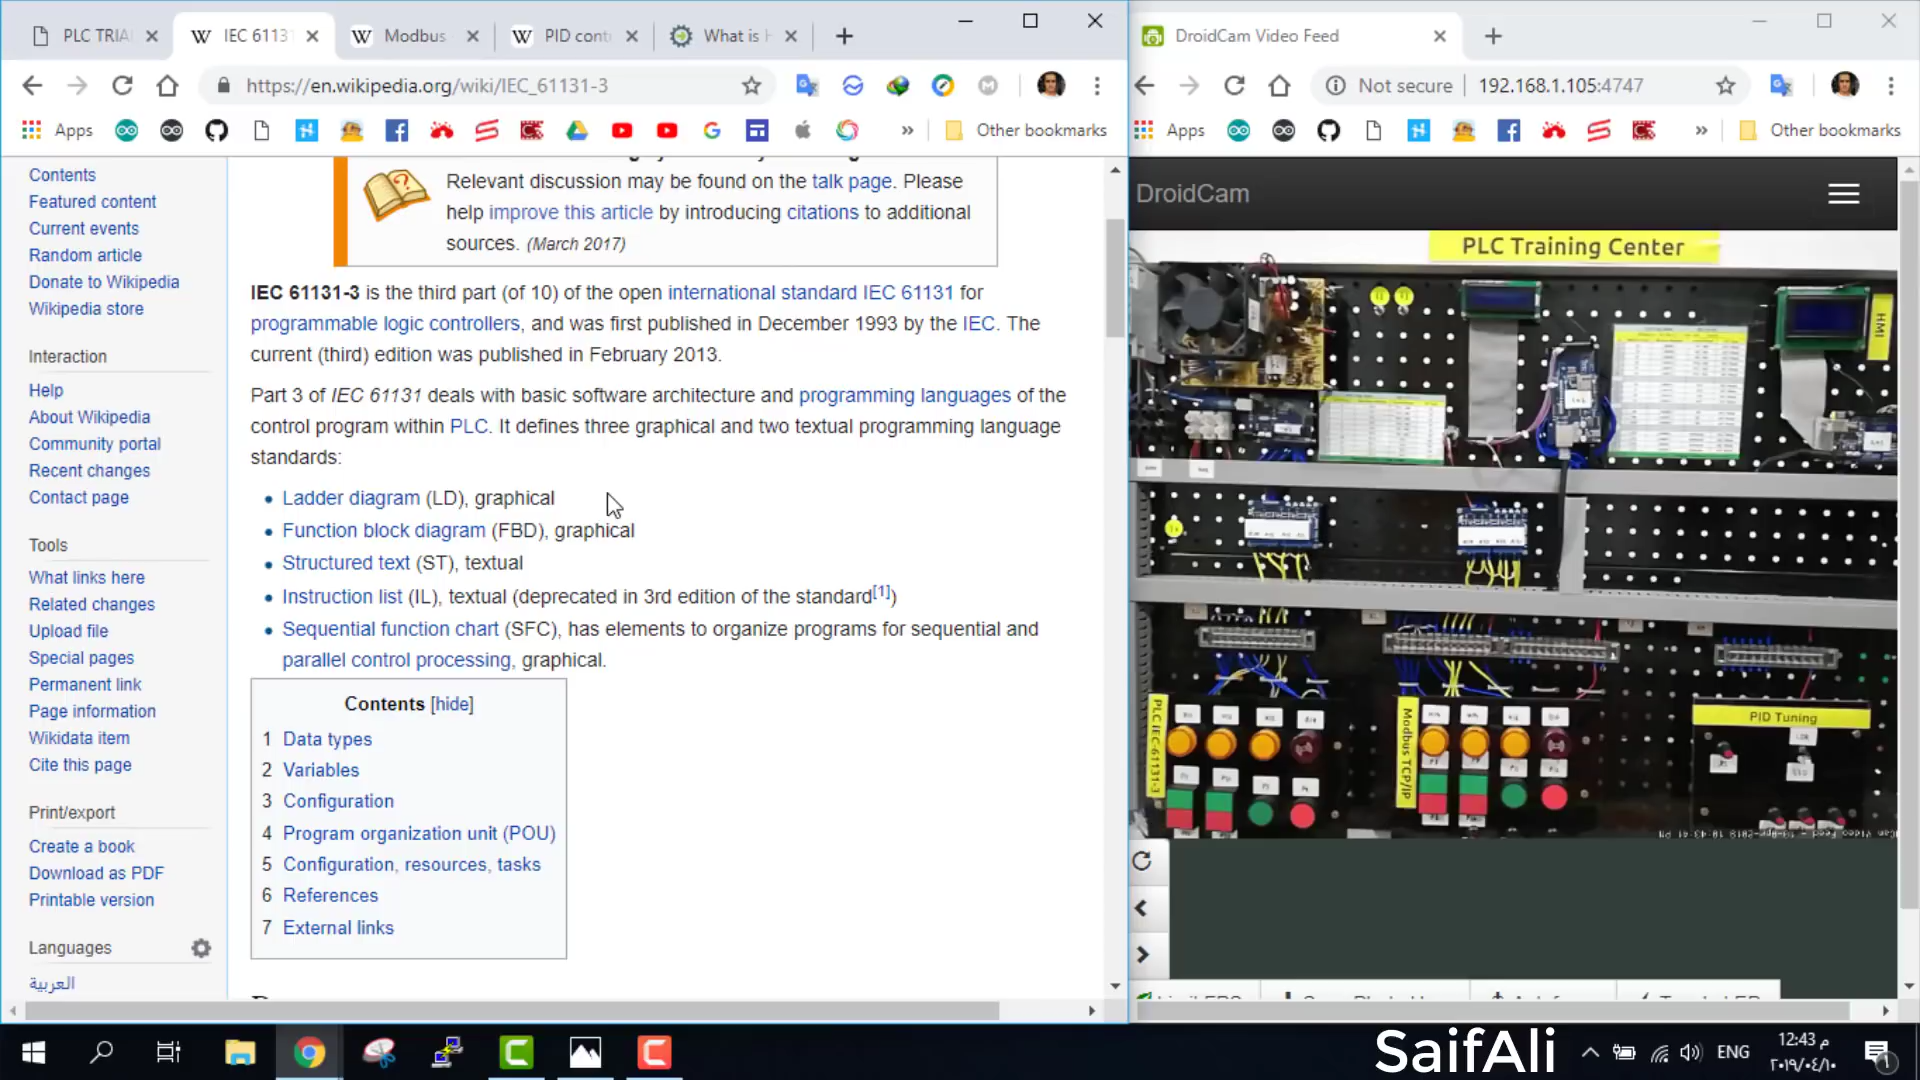 PLC TRIA
IEC 6113
Modbus
PID cont
What is
https://en.wikipedia.org/wiki/IEC_61131-3
Apps
Other bookmarks
Contents
Featured content
Current events
Random article
Donate to Wikipedia
Wikipedia store
Interaction
Help
About Wikipedia
Community portal
Recent changes
Contact page
Tools
What links here
Related changes
Upload file
Special pages
Permanent link
Page information
Wikidata item
Cite this page
Print/export
Create a book
Download as PDF
Printable version
Languages
العربية
Relevant discussion may be found on the talk page. Please
help improve this article by introducing citations to additional
sources. (March 2017)
IEC 61131-3 is the third part (of 10) of the open international standard IEC 61131 for
programmable logic controllers, and was first published in December 1993 by the IEC. The
current (third) edition was published in February 2013.
Part 3 of IEC 61131 deals with basic software architecture and programming languages of the
control program within PLC. It defines three graphical and two textual programming language
standards:
• Ladder diagram (LD), graphical
• Function block diagram (FBD), graphical
• Structured text (ST), textual
• Instruction list (IL), textual (deprecated in 3rd edition of the standard[1])
• Sequential function chart (SFC), has elements to organize programs for sequential and
parallel control processing, graphical.
Contents [hide]
1 Data types
2 Variables
3 Configuration
4 Program organization unit (POU)
5 Configuration, resources, tasks
6 References
7 External links
DroidCam Video Feed
Not secure | 192.168.1.105:4747
Apps
Other bookmarks
DroidCam
PLC Training Center
HMI
PLC IEC-61131-3
Modbus TCP/IP
PID Tuning
SaifAli
ENG
12:43 م
٢٠١٩/٠٤/١٠